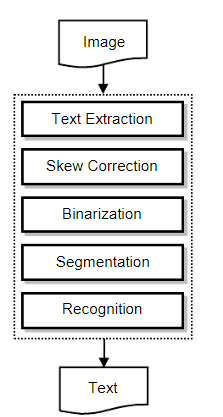 Image
Text Extraction
Skew Correction
Binarization
Segmentation
Recognition
Text